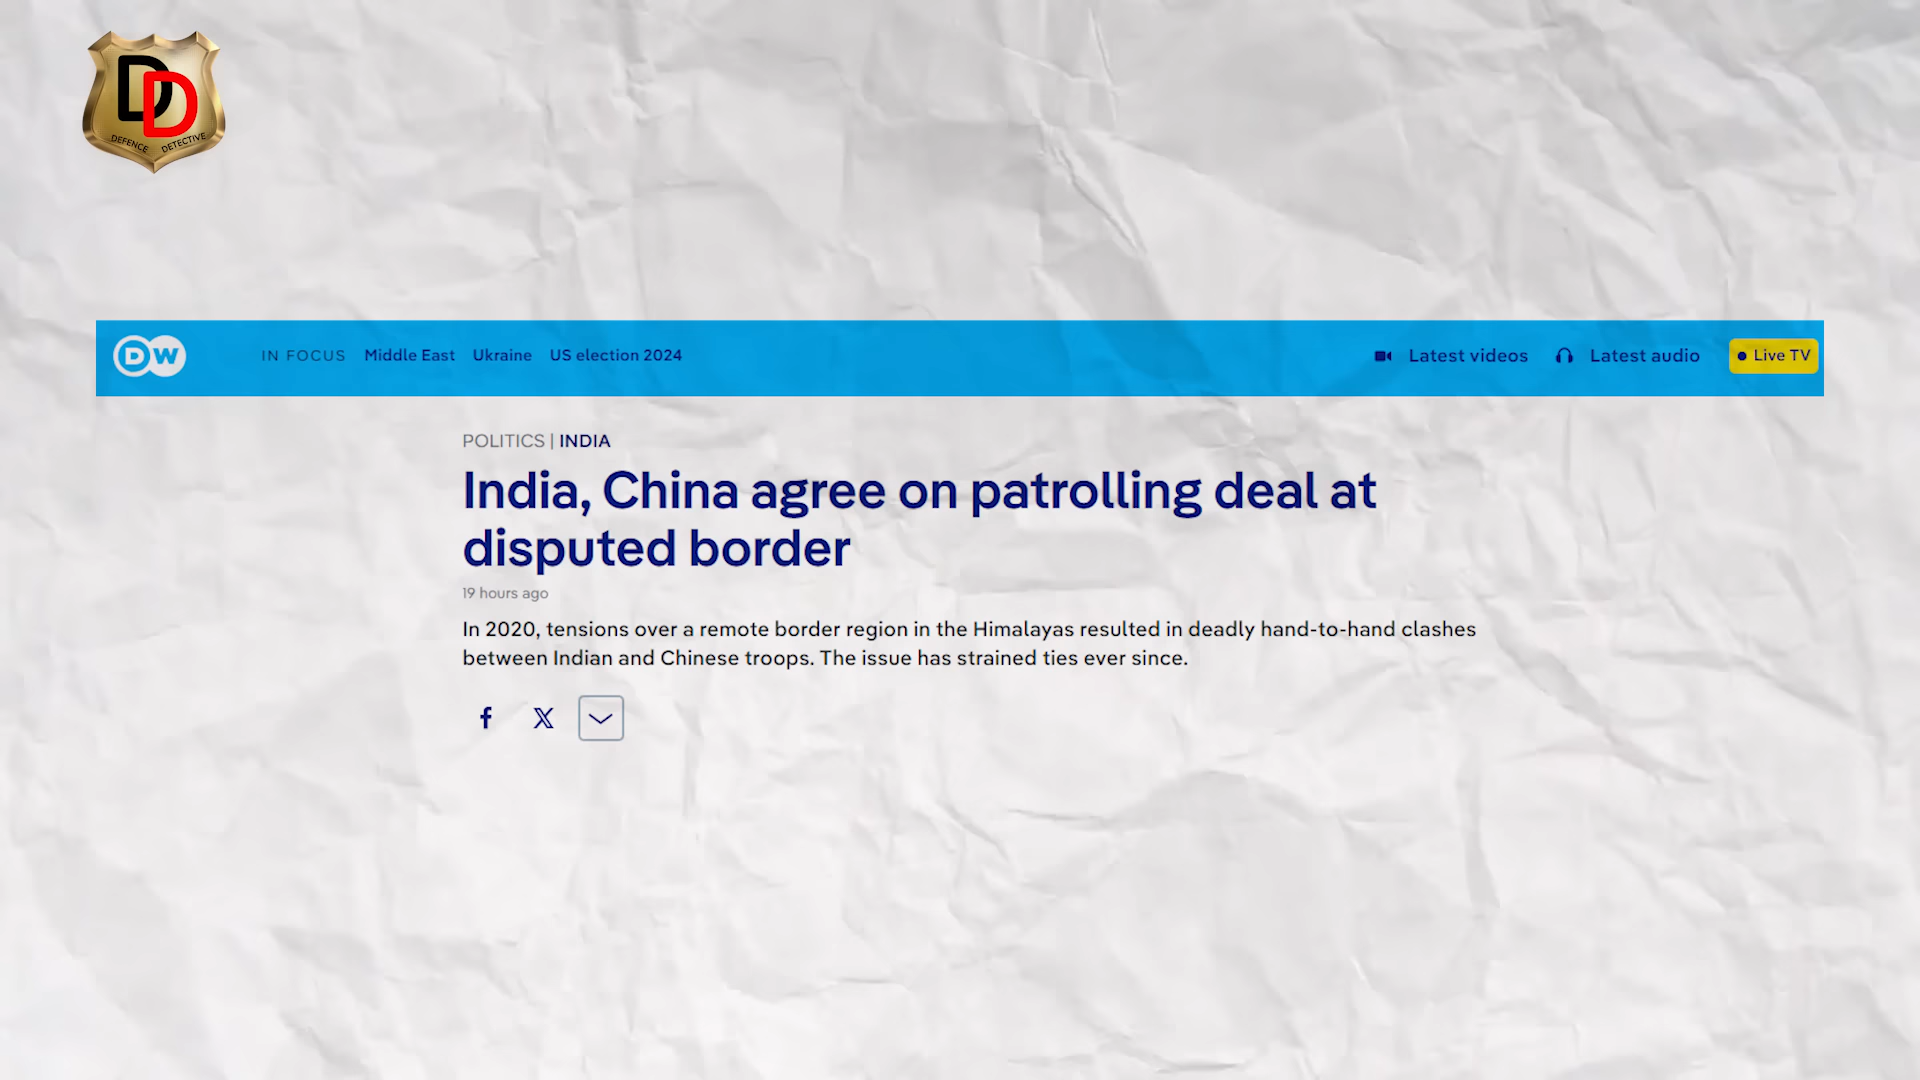 DD
DEFENCE DETECTIVE
DW
IN FOCUS Middle East Ukraine US election 2024
Latest videos Latest audio Live TV
POLITICS | INDIA
India, China agree on patrolling deal at
disputed border
19 hours ago
In 2020, tensions over a remote border region in the Himalayas resulted in deadly hand-to-hand clashes
between Indian and Chinese troops. The issue has strained ties ever since.
f X